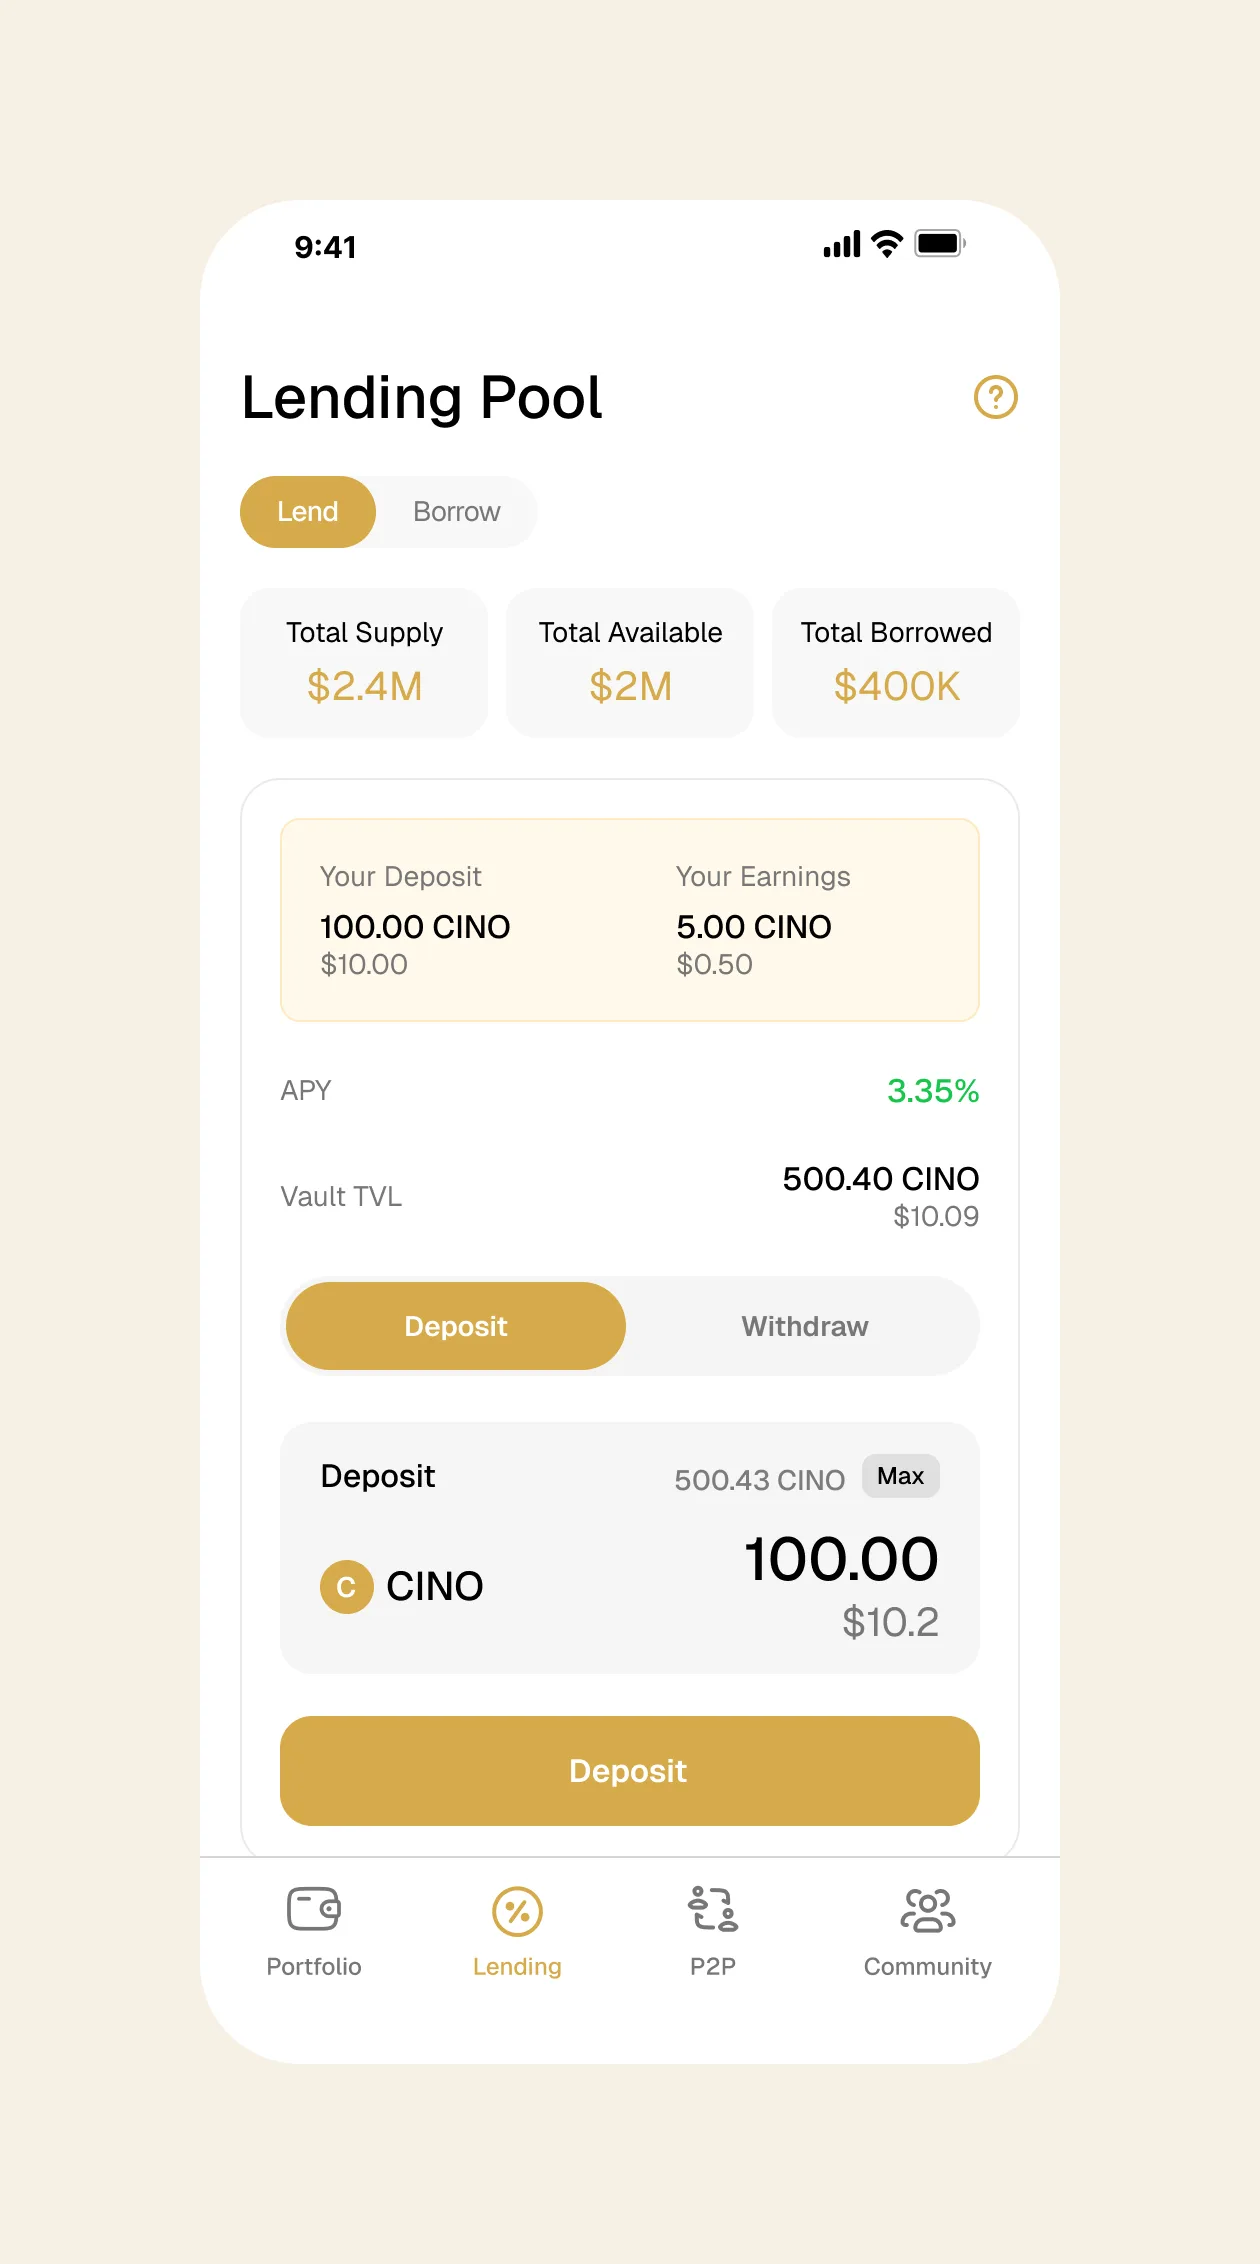 9:41
Lending Pool
?
Lend Borrow
Total Supply Total Available Total Borrowed
$2.4M $2M $400K
Your Deposit Your Earnings
100.00 CINO 5.00 CINO
$10.00 $0.50
APY 3.35%
Vault TVL 500.40 CINO
$10.09
Deposit Withdraw
Deposit 500.43 CINO Max
C CINO 100.00
$10.2
Deposit
Portfolio Lending P2P Community